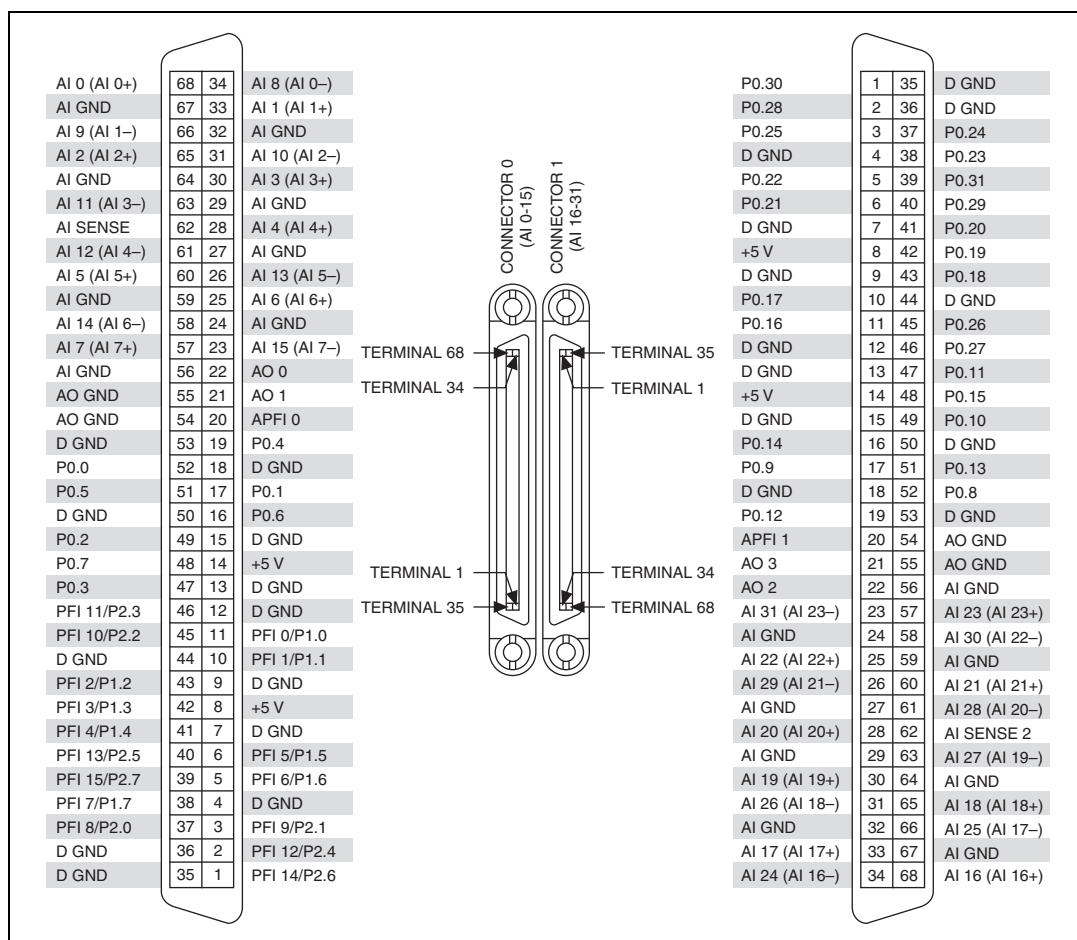 AI 0 (AI 0+) 68 34 AI 8 (AI 0–)
AI GND 67 33 AI 1 (AI 1+)
AI 9 (AI 1–) 66 32 AI GND
AI 2 (AI 2+) 65 31 AI 10 (AI 2–)
AI GND 64 30 AI 3 (AI 3+)
AI 11 (AI 3–) 63 29 AI GND
AI SENSE 62 28 AI 4 (AI 4+)
AI 12 (AI 4–) 61 27 AI GND
AI 5 (AI 5+) 60 26 AI 13 (AI 5–)
AI GND 59 25 AI 6 (AI 6+)
AI 14 (AI 6–) 58 24 AI GND
AI 7 (AI 7+) 57 23 AI 15 (AI 7–)
AI GND 56 22 AO 0
AO GND 55 21 AO 1
AO GND 54 20 APFI 0
D GND 53 19 P0.4
P0.0 52 18 D GND
P0.5 51 17 P0.1
D GND 50 16 P0.6
P0.2 49 15 D GND
P0.7 48 14 +5 V
P0.3 47 13 D GND
PFI 11/P2.3 46 12 D GND
PFI 10/P2.2 45 11 PFI 0/P1.0
D GND 44 10 PFI 1/P1.1
PFI 2/P1.2 43 9 D GND
PFI 3/P1.3 42 8 +5 V
PFI 4/P1.4 41 7 D GND
PFI 13/P2.5 40 6 PFI 5/P1.5
PFI 15/P2.7 39 5 PFI 6/P1.6
PFI 7/P1.7 38 4 D GND
PFI 8/P2.0 37 3 PFI 9/P2.1
D GND 36 2 PFI 12/P2.4
D GND 35 1 PFI 14/P2.6
CONNECTOR 0
(AI 0-15)
CONNECTOR 1
(AI 16-31)
TERMINAL 68
TERMINAL 34
TERMINAL 35
TERMINAL 1
TERMINAL 1
TERMINAL 35
TERMINAL 34
TERMINAL 68
P0.30 1 35 D GND
P0.28 2 36 D GND
P0.25 3 37 P0.24
D GND 4 38 P0.23
P0.22 5 39 P0.31
P0.21 6 40 P0.29
D GND 7 41 P0.20
+5 V 8 42 P0.19
D GND 9 43 P0.18
P0.17 10 44 D GND
P0.16 11 45 P0.26
D GND 12 46 P0.27
D GND 13 47 P0.11
+5 V 14 48 P0.15
D GND 15 49 P0.10
P0.14 16 50 D GND
P0.9 17 51 P0.13
D GND 18 52 P0.8
P0.12 19 53 D GND
APFI 1 20 54 AO GND
AO 3 21 55 AO GND
AO 2 22 56 AI GND
AI 31 (AI 23–) 23 57 AI 23 (AI 23+)
AI GND 24 58 AI 30 (AI 22–)
AI 22 (AI 22+) 25 59 AI GND
AI 29 (AI 21–) 26 60 AI 21 (AI 21+)
AI GND 27 61 AI 28 (AI 20–)
AI 20 (AI 20+) 28 62 AI SENSE 2
AI GND 29 63 AI 27 (AI 19–)
AI 19 (AI 19+) 30 64 AI GND
AI 26 (AI 18–) 31 65 AI 18 (AI 18+)
AI GND 32 66 AI 25 (AI 17–)
AI 17 (AI 17+) 33 67 AI GND
AI 24 (AI 16–) 34 68 AI 16 (AI 16+)